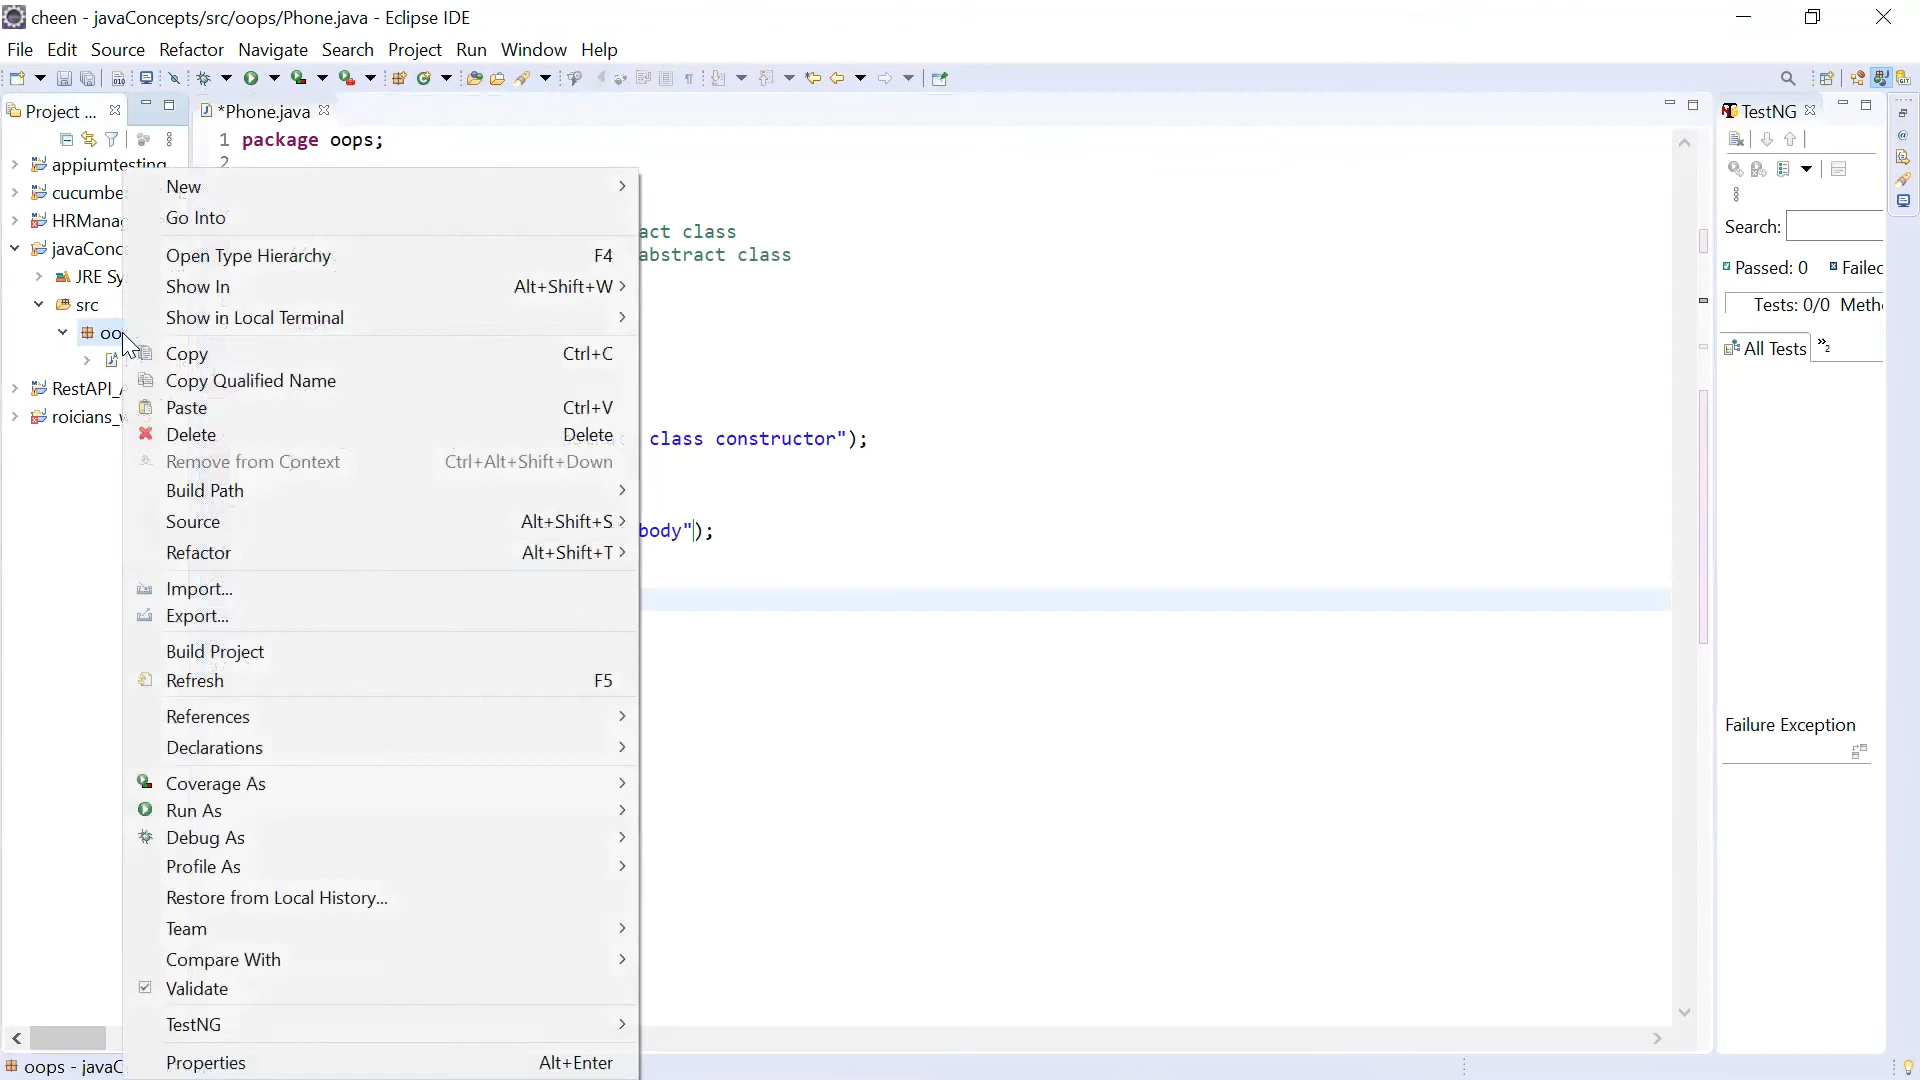 cheen - javaConcepts/src/oops/Phone.java - Eclipse IDE
File Edit Source Refactor Navigate Search Project Run Window Help
Project ...
*Phone.java
TestNG
1 package oops;
2
appiumtesting
cucumbe
HRManag
javaConc
JRE Sy
src
oo
RestAPI_A
roicians_w
New
Go Into
Open Type Hierarchy F4
Show In Alt+Shift+W
Show in Local Terminal
Copy Ctrl+C
Copy Qualified Name
Paste Ctrl+V
Delete Delete
Remove from Context Ctrl+Alt+Shift+Down
Build Path
Source Alt+Shift+S
Refactor Alt+Shift+T
Import...
Export...
Build Project
Refresh F5
References
Declarations
Coverage As
Run As
Debug As
Profile As
Restore from Local History...
Team
Compare With
Validate
TestNG
Properties Alt+Enter
act class
abstract class
class constructor");
body");
Search:
Passed: 0 Failed
Tests: 0/0 Meth
All Tests
»2
Failure Exception
oops - javaC